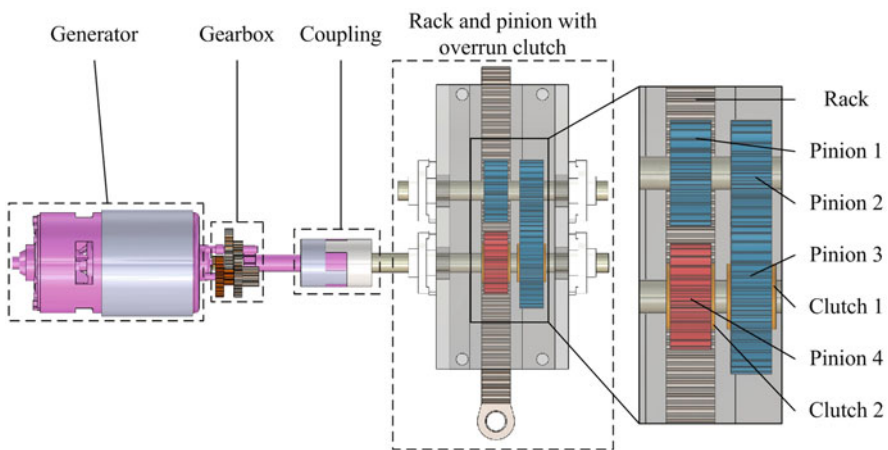 Generator
Gearbox
Coupling
Rack and pinion with
overrun clutch
Rack
Pinion 1
Pinion 2
Pinion 3
Clutch 1
Pinion 4
Clutch 2